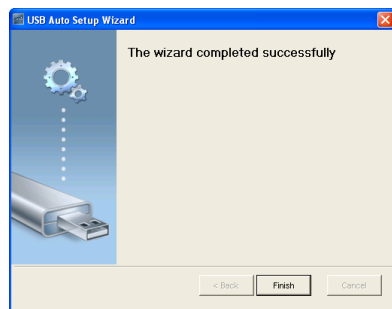 USB Auto Setup Wizard
The wizard completed successfully
< Back Finish Cancel